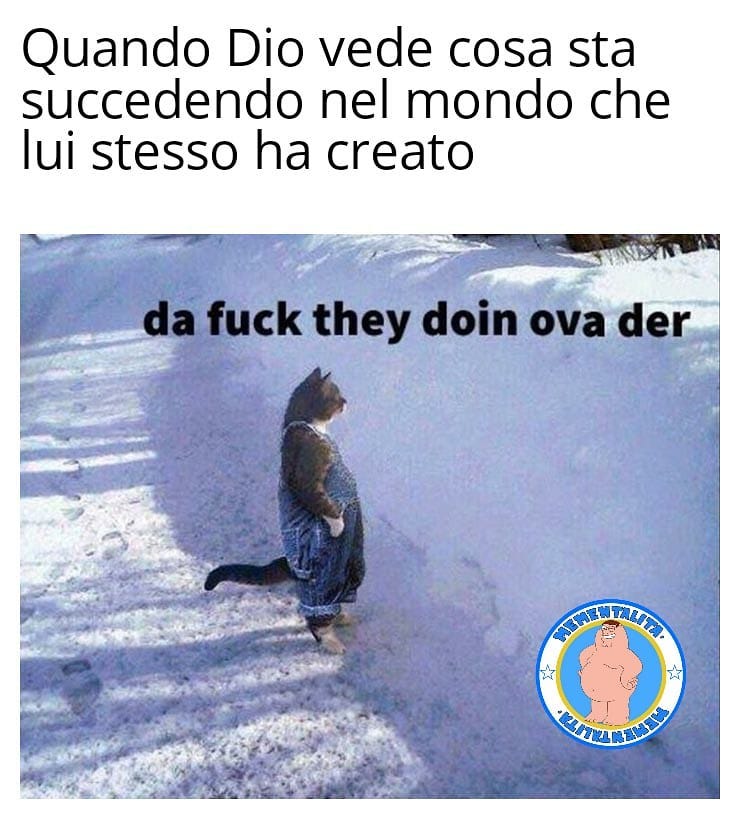 Quando Dio vede cosa sta
succedendo nel mondo che
lui stesso ha creato
da fuck they doin ova der
MEMENTALITA'
MEMENTALITA'